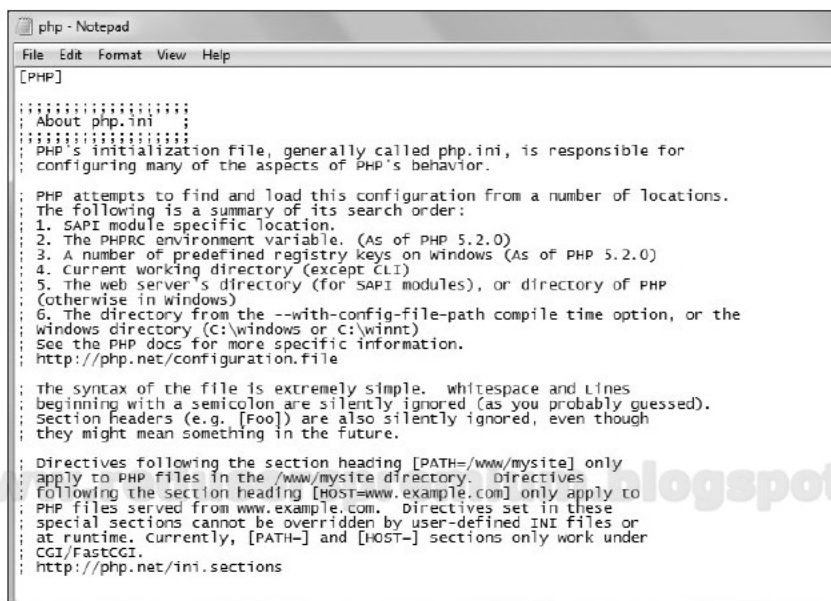 php - Notepad
File Edit Format View Help
[PHP]
;;;;;;;;;;;;;;;;;;;
; About php.ini   ;
;;;;;;;;;;;;;;;;;;;
; PHP's initialization file, generally called php.ini, is responsible for
; configuring many of the aspects of PHP's behavior.
; PHP attempts to find and load this configuration from a number of locations.
; The following is a summary of its search order:
; 1. SAPI module specific location.
; 2. The PHPRC environment variable. (As of PHP 5.2.0)
; 3. A number of predefined registry keys on Windows (As of PHP 5.2.0)
; 4. Current working directory (except CLI)
; 5. The web server's directory (for SAPI modules), or directory of PHP
; (otherwise in Windows)
; 6. The directory from the --with-config-file-path compile time option, or the
; Windows directory (C:\windows or C:\winnt)
; See the PHP docs for more specific information.
; http://php.net/configuration.file
; The syntax of the file is extremely simple.  Whitespace and Lines
; beginning with a semicolon are silently ignored (as you probably guessed).
; Section headers (e.g. [Foo]) are also silently ignored, even though
; they might mean something in the future.
; Directives following the section heading [PATH=/www/mysite] only
; apply to PHP files in the /www/mysite directory.  Directives
; following the section heading [HOST=www.example.com] only apply to
; PHP files served from www.example.com.  Directives set in these
; special sections cannot be overridden by user-defined INI files or
; at runtime. Currently, [PATH=] and [HOST=] sections only work under
; CGI/FastCGI.
; http://php.net/ini.sections
blogspot